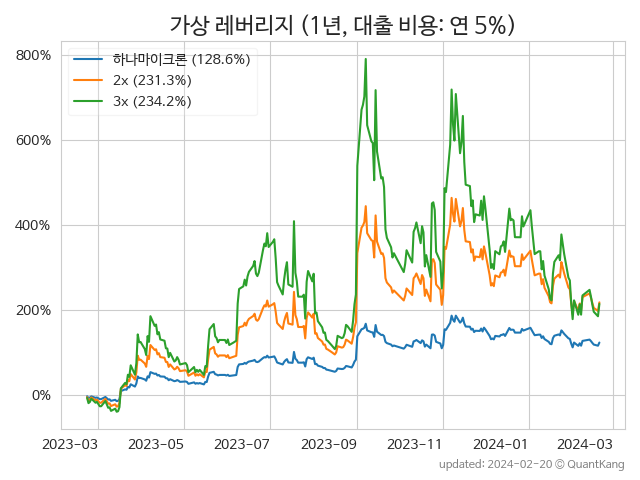 가상 레버리지 (1년, 대출 비용: 연 5%)
하나마이크론 (128.6%)
2x (231.3%)
3x (234.2%)
800%
600%
400%
200%
0%
2023-03 2023-05 2023-07 2023-09 2023-11 2024-01 2024-03
updated: 2024-02-20 © QuantKang